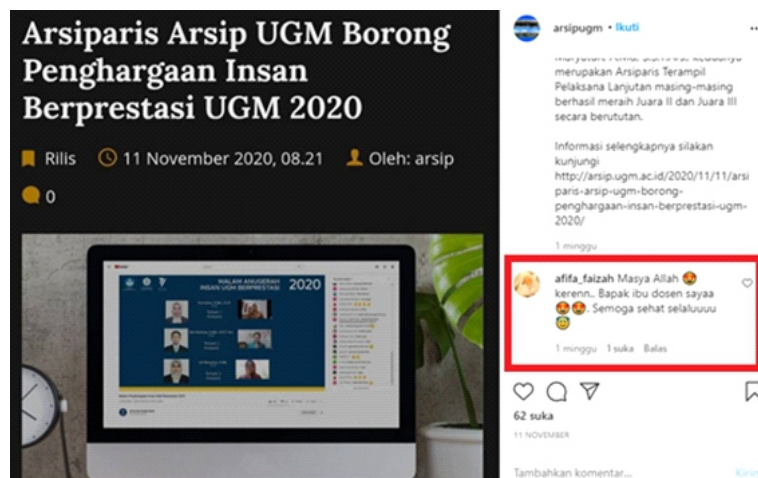 Arsiparis Arsip UGM Borong
Penghargaan Insan
Berprestasi UGM 2020
Rilis 11 November 2020, 08.21 Oleh: arsip
0
MALAM ANUGERAH
INSAN UGM BERPRESTASI 2020
arsipugm • Ikuti
merupakan Arsiparis Terampil
Pelaksana Lanjutan masing-masing
berhasil meraih Juara II dan Juara III
secara berututan.
Informasi selengkapnya silakan
kunjungi
http://arsip.ugm.ac.id/2020/11/11/arsi
paris-arsip-ugm-borong-
penghargaan-insan-berprestasi-ugm-
2020/
1 minggu
afifa_faizah Masya Allah 😍
kerenn.. Bapak ibu dosen sayaa
😍😍. Semoga sehat selaluuuu
😇
1 minggu 1 suka Balas
62 suka
11 NOVEMBER
Tambahkan komentar... Kirim